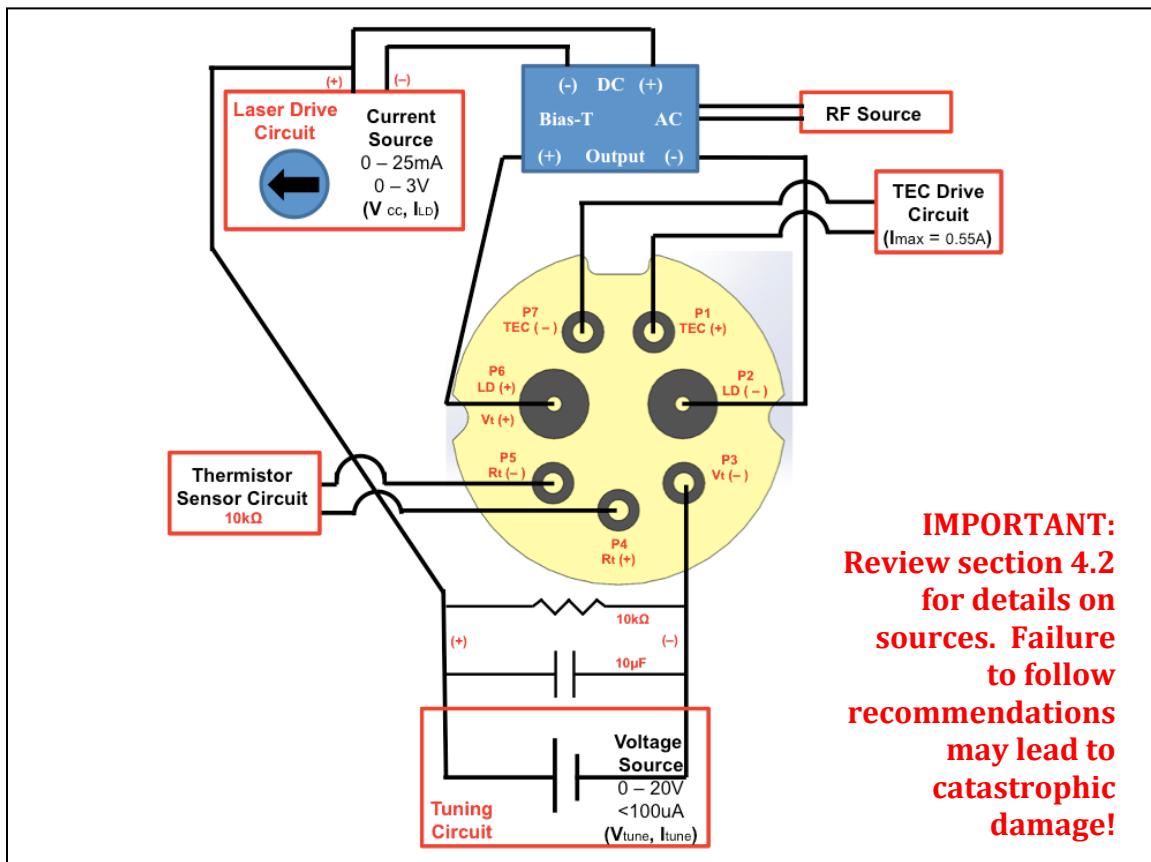 (+)
(–)
Laser Drive
Circuit
Current
Source
0 – 25mA
0 – 3V
(V CC, ILD)
(-) DC (+)
Bias-T AC
(+) Output (-)
RF Source
TEC Drive
Circuit
(Imax = 0.55A)
P7
TEC ( – )
P1
TEC (+)
P6
LD (+)
Vt (+)
P2
LD ( – )
P5
Rt ( – )
P3
Vt ( – )
P4
Rt (+)
Thermistor
Sensor Circuit
10kΩ
10kΩ
(+)
(–)
10µF
Voltage
Source
0 – 20V
<100uA
(Vtune, Itune)
Tuning
Circuit
IMPORTANT:
Review section 4.2
for details on
sources. Failure
to follow
recommendations
may lead to
catastrophic
damage!